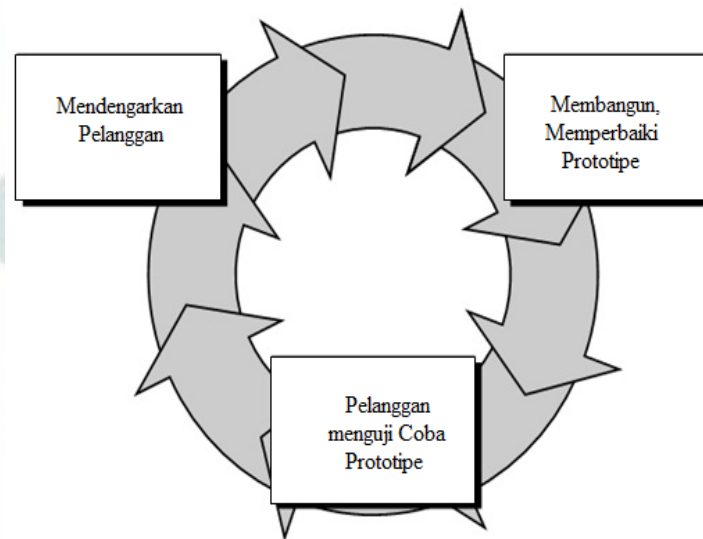 Mendengarkan
Pelanggan
Membangun,
Memperbaiki
Prototipe
Pelanggan
menguji Coba
Prototipe